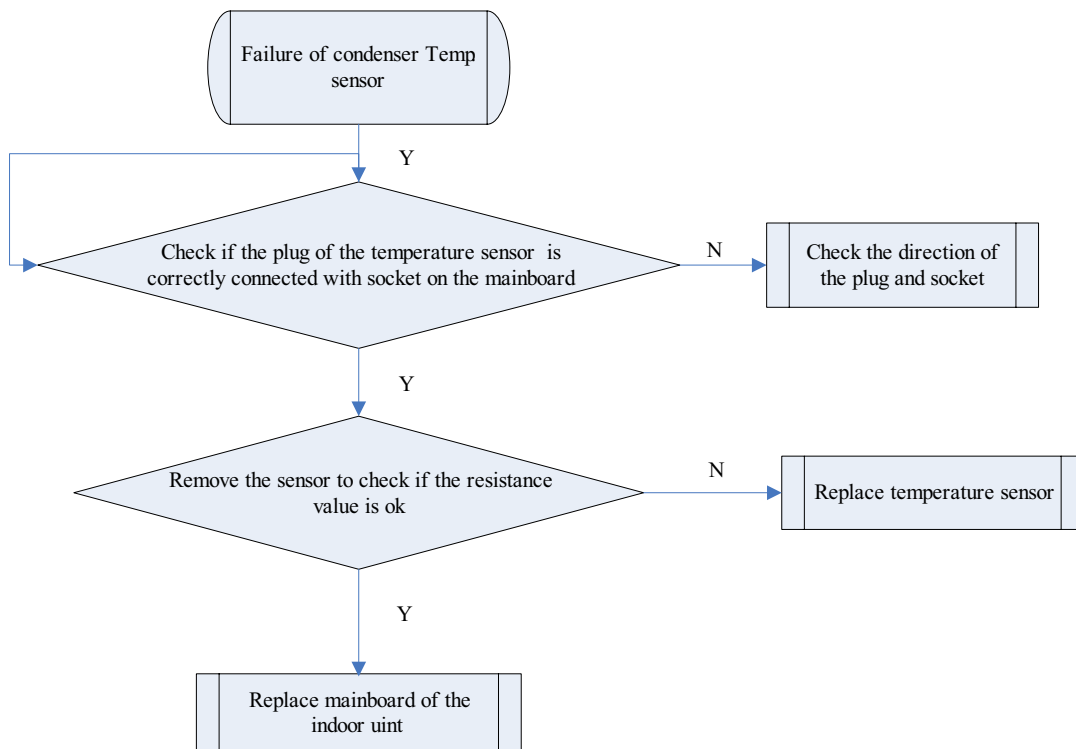 Failure of condenser Temp
sensor
Y
Check if the plug of the temperature sensor is
correctly connected with socket on the mainboard
N
Check the direction of
the plug and socket
Y
Remove the sensor to check if the resistance
value is ok
N
Replace temperature sensor
Y
Replace mainboard of the
indoor uint